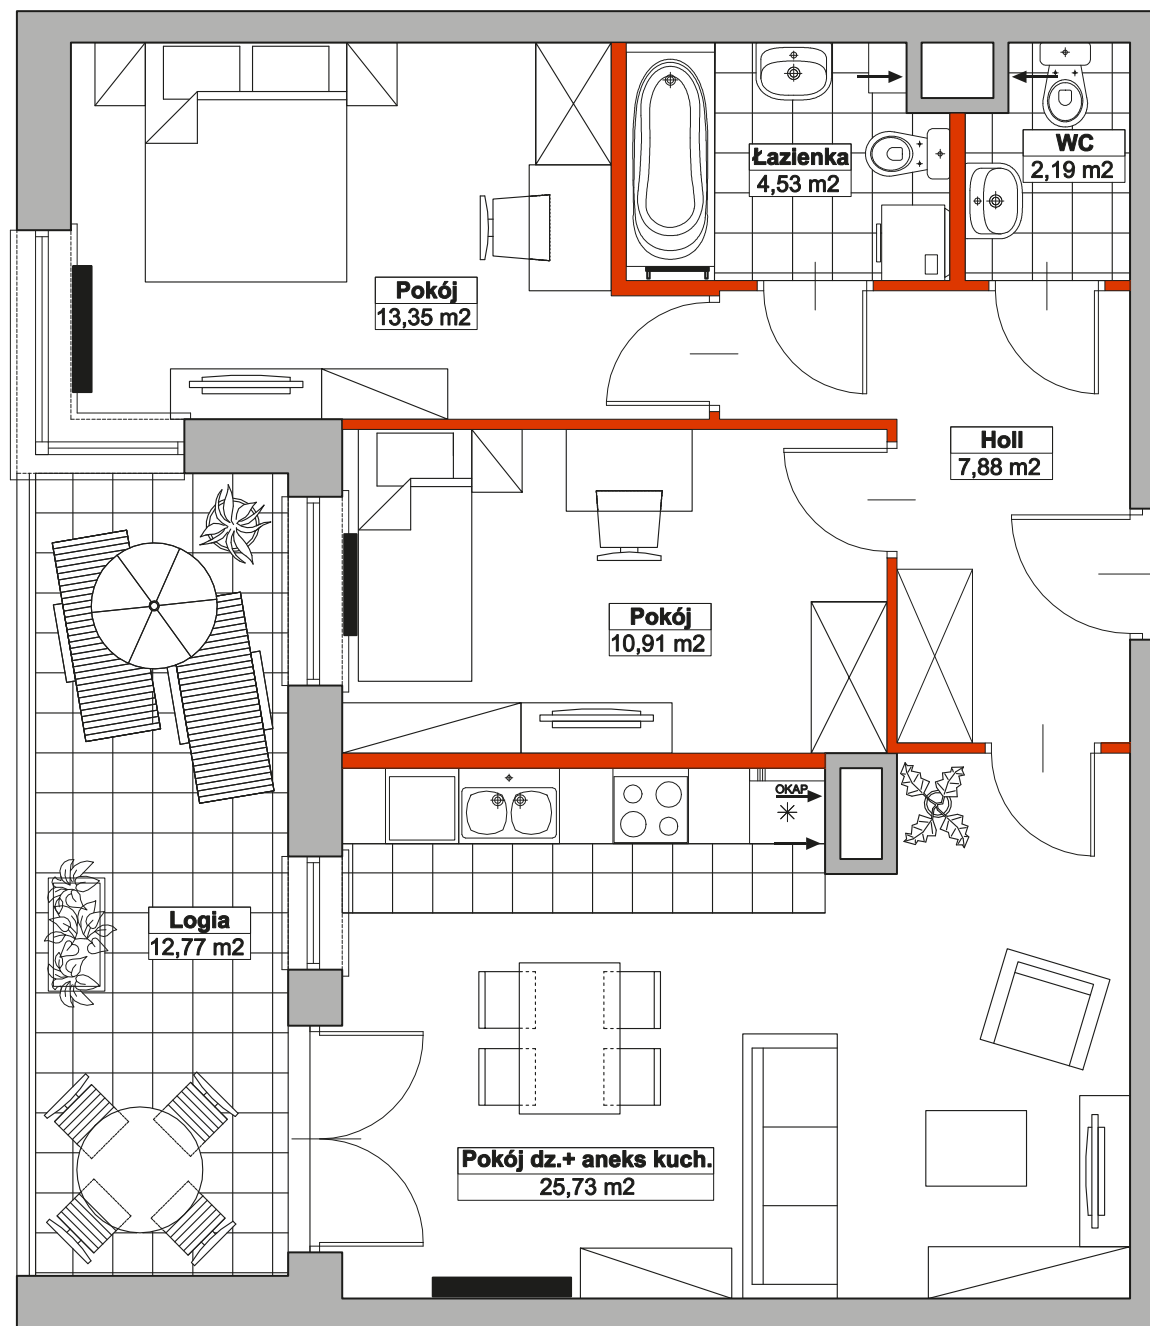 Łazienka
4,53 m2
WC
2,19 m2
Pokój
13,35 m2
Holl
7,88 m2
Pokój
10,91 m2
OKAP
Logia
12,77 m2
Pokój dz.+ aneks kuch.
25,73 m2